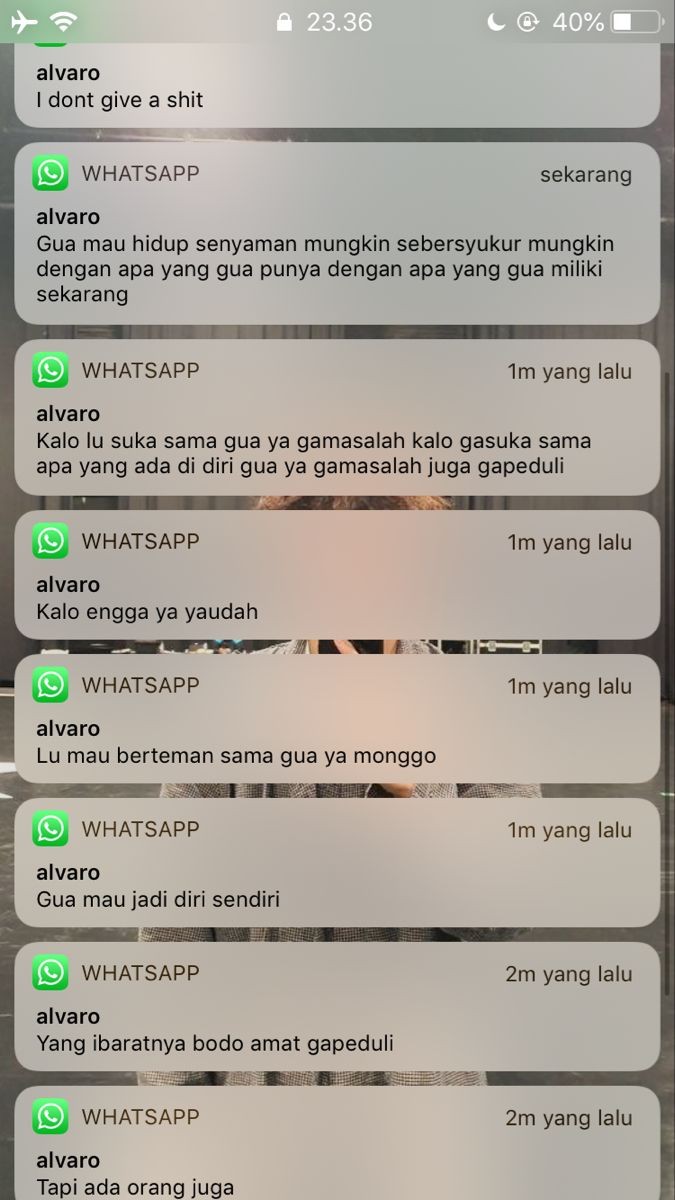 23.36
40%
alvaro
I dont give a shit
WHATSAPP
sekarang
alvaro
Gua mau hidup senyaman mungkin sebersyukur mungkin
dengan apa yang gua punya dengan apa yang gua miliki
sekarang
WHATSAPP
1m yang lalu
alvaro
Kalo lu suka sama gua ya gamasalah kalo gasuka sama
apa yang ada di diri gua ya gamasalah juga gapeduli
WHATSAPP
1m yang lalu
alvaro
Kalo engga ya yaudah
WHATSAPP
1m yang lalu
alvaro
Lu mau berteman sama gua ya monggo
WHATSAPP
1m yang lalu
alvaro
Gua mau jadi diri sendiri
WHATSAPP
2m yang lalu
alvaro
Yang ibaratnya bodo amat gapeduli
WHATSAPP
2m yang lalu
alvaro
Tapi ada orang juga